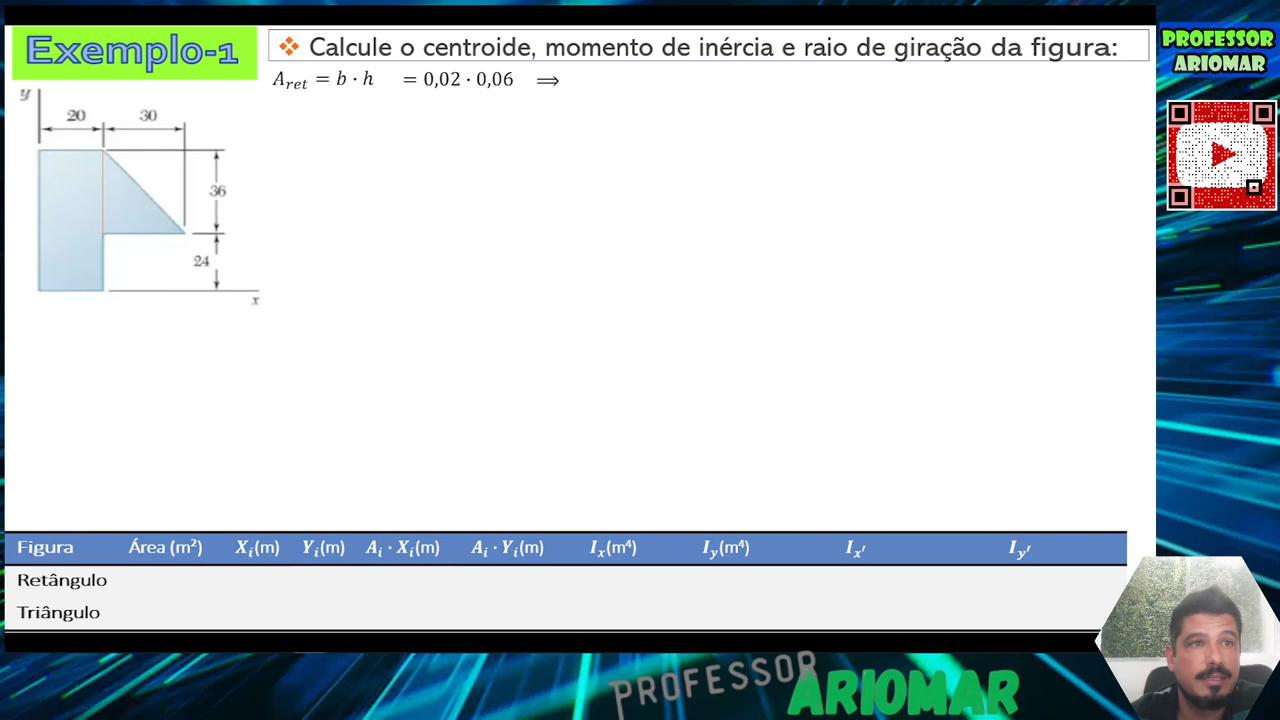 Exemplo-1
❖ Calcule o centroide, momento de inércia e raio de giração da figura:
PROFESSOR
ARIOMAR
A_ret = b · h = 0,02 · 0,06 ⟹
y
20 30
36
24
x
Figura Área (m²) X_i(m) Y_i(m) A_i · X_i(m) A_i · Y_i(m) I_x(m⁴) I_y(m⁴) I_x′ I_y′
Retângulo
Triângulo
PROFESSOR
ARIOMAR